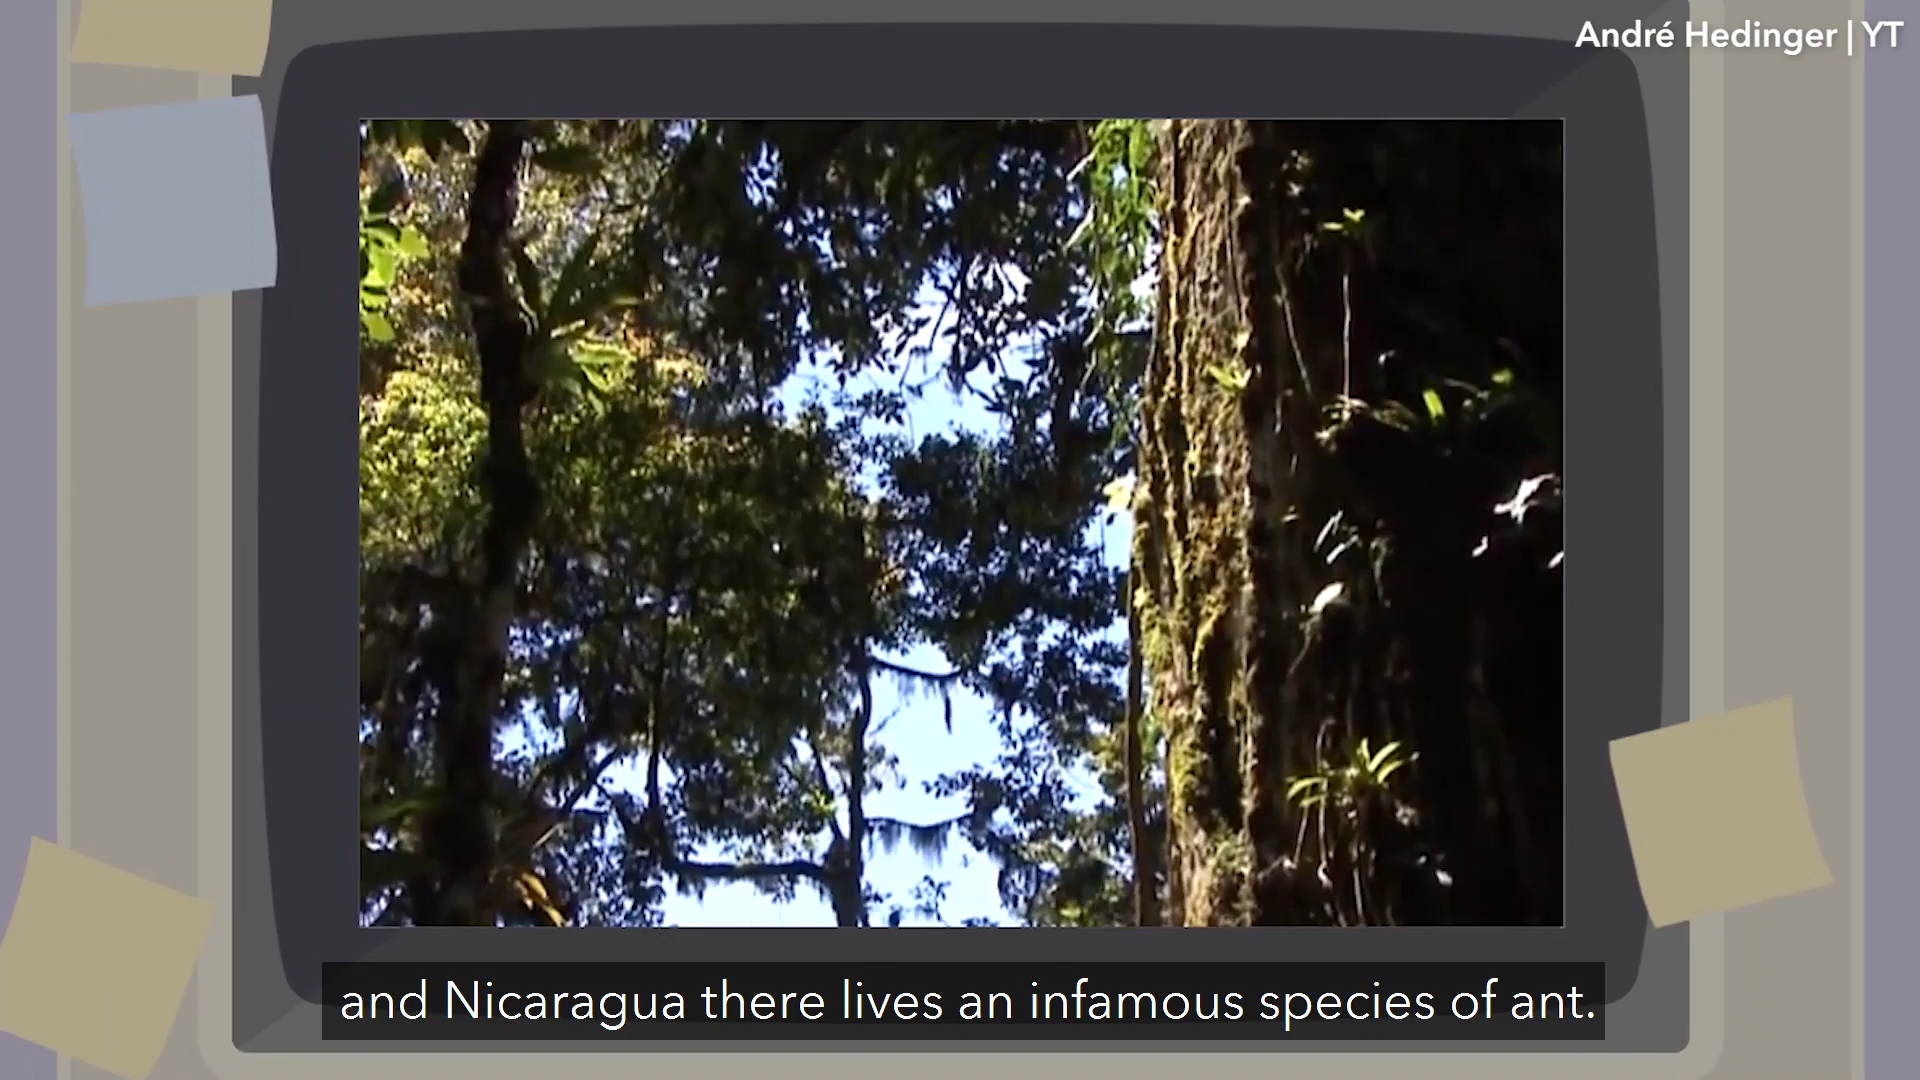 André Hedinger | YT
and Nicaragua there lives an infamous species of ant.